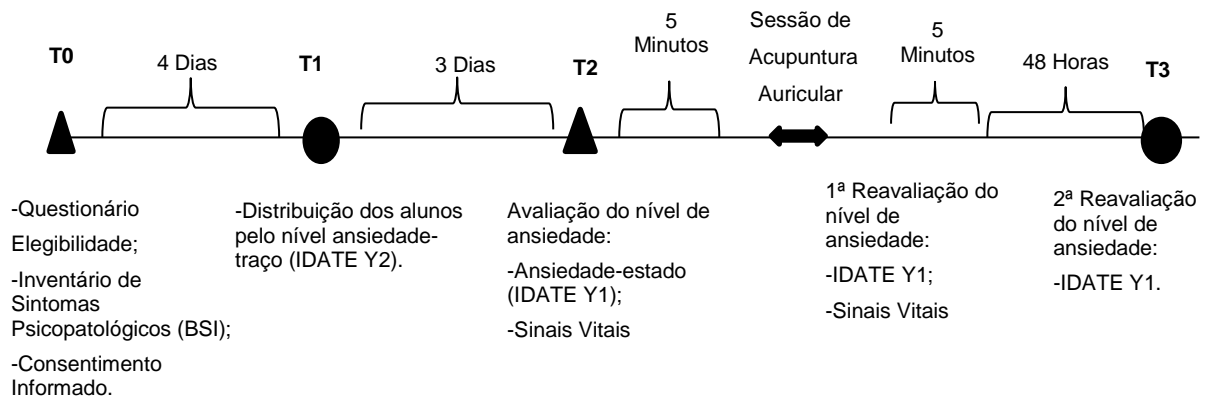 T0
4 Dias
T1
3 Dias
T2
5
Minutos
Sessão de
Acupuntura
Auricular
5
Minutos
48 Horas
T3
-Questionário
Elegibilidade;
-Inventário de
Sintomas
Psicopatológicos (BSI);
-Consentimento
Informado.
-Distribuição dos alunos
pelo nível ansiedade-
traço (IDATE Y2).
Avaliação do nível de
ansiedade:
-Ansiedade-estado
(IDATE Y1);
-Sinais Vitais
1ª Reavaliação do
nível de
ansiedade:
-IDATE Y1;
-Sinais Vitais
2ª Reavaliação
do nível de
ansiedade:
-IDATE Y1.